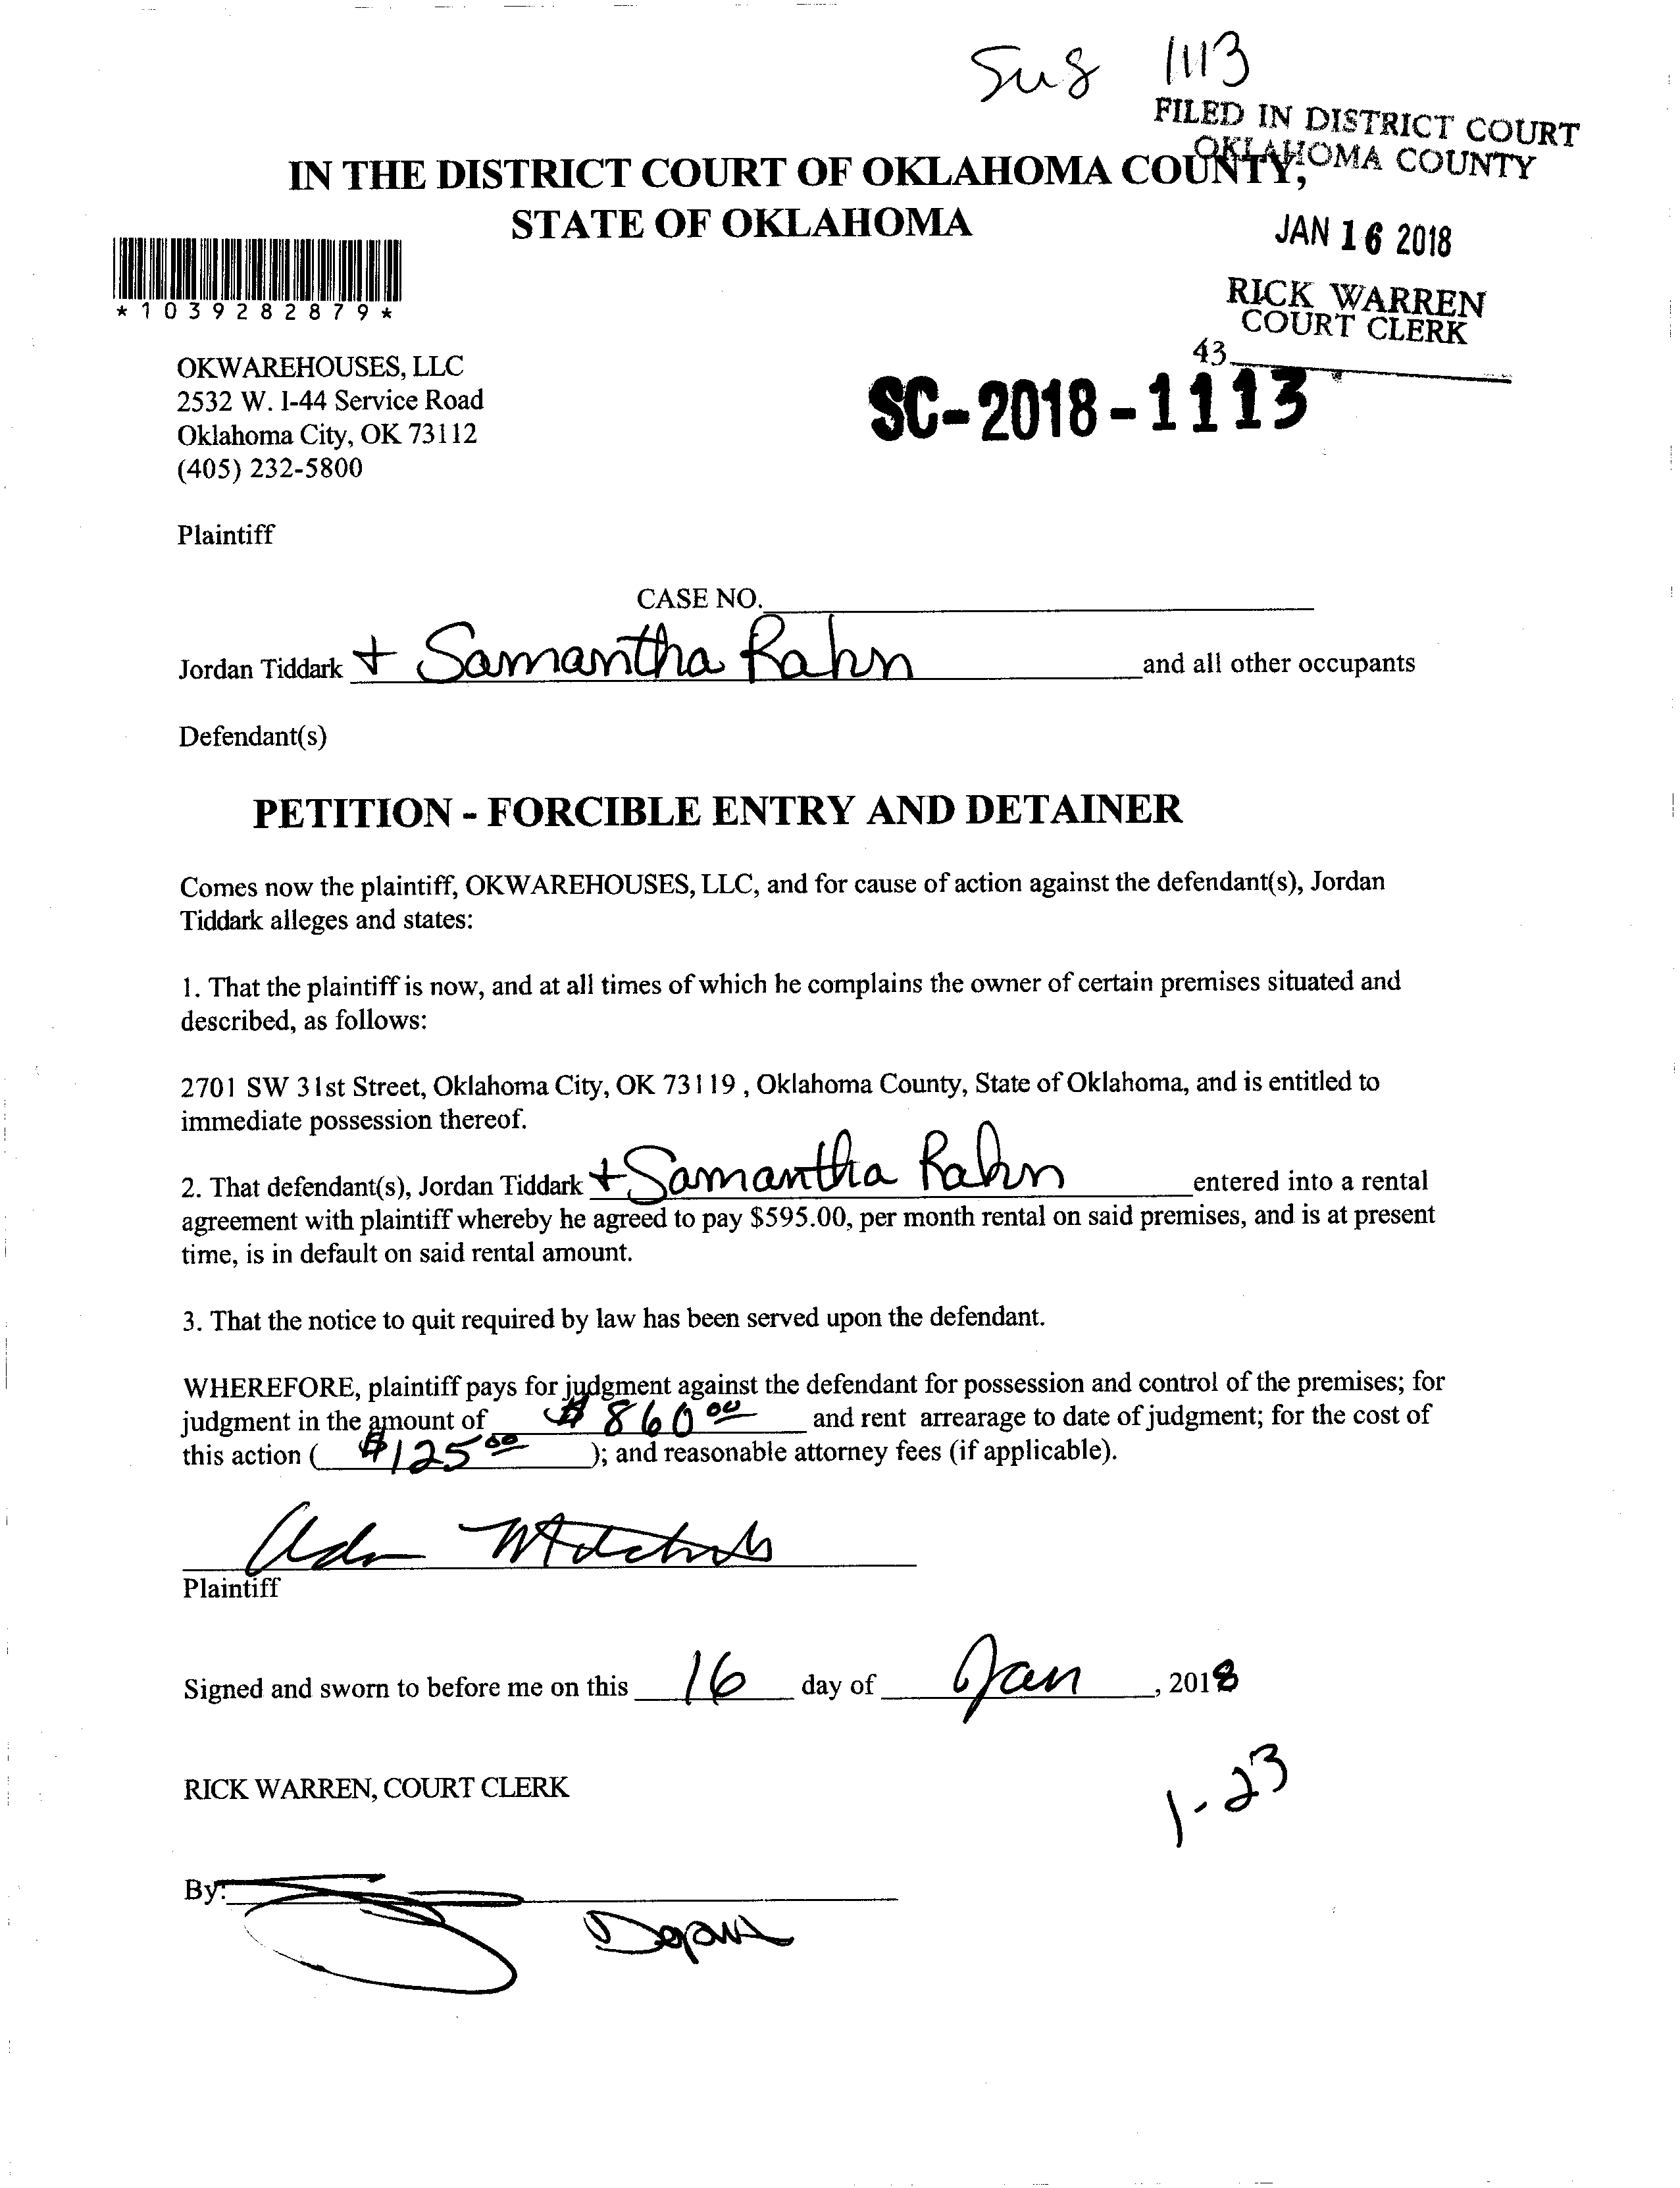 1113
FILED IN DISTRICT COURT
OKLAHOMA COUNTY
IN THE DISTRICT COURT OF OKLAHOMA COUNTY,
STATE OF OKLAHOMA
JAN 16 2018
RICK WARREN
COURT CLERK
43
*1039282879*
SC-2018-1113
OKWAREHOUSES, LLC
2532 W. I-44 Service Road
Oklahoma City, OK 73112
(405) 232-5800
Plaintiff
CASE NO.
Jordan Tiddark + Samantha Rahn and all other occupants
Defendant(s)
PETITION - FORCIBLE ENTRY AND DETAINER
Comes now the plaintiff, OKWAREHOUSES, LLC, and for cause of action against the defendant(s), Jordan
Tiddark alleges and states:
1. That the plaintiff is now, and at all times of which he complains the owner of certain premises situated and
described, as follows:
2701 SW 31st Street, Oklahoma City, OK 73119 , Oklahoma County, State of Oklahoma, and is entitled to
immediate possession thereof.
2. That defendant(s), Jordan Tiddark + Samantha Rahn entered into a rental
agreement with plaintiff whereby he agreed to pay $595.00, per month rental on said premises, and is at present
time, is in default on said rental amount.
3. That the notice to quit required by law has been served upon the defendant.
WHEREFORE, plaintiff pays for judgment against the defendant for possession and control of the premises; for
judgment in the amount of $860.00 and rent arrearage to date of judgment; for the cost of
this action ( $125.00 ); and reasonable attorney fees (if applicable).
Plaintiff
Signed and sworn to before me on this 16 day of Jan , 2018
RICK WARREN, COURT CLERK
1-23
By: